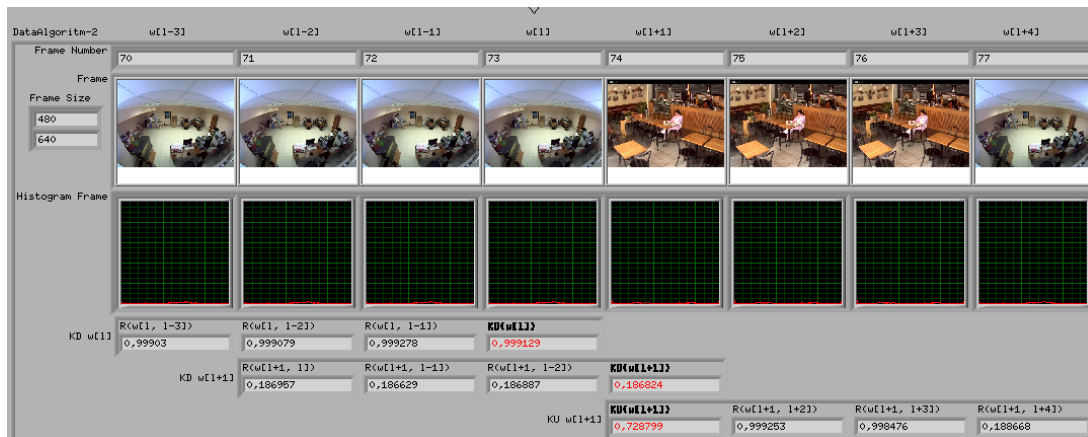 DataAlgoritm-2 w[l-3] w[l-2] w[l-1] w[l] w[l+1] w[l+2] w[l+3] w[l+4]
Frame Number 70 71 72 73 74 75 76 77
Frame
Frame Size
480
640
Histogram Frame
R(w[l, l-3]) R(w[l, l-2]) R(w[l, l-1]) KD{w[l]}
KD w[l] 0,99903 0,999079 0,999278 0,999129
R(w[l+1, l]) R(w[l+1, l-1]) R(w[l+1, l-2]) KD{w[l+1]}
KD w[l+1] 0,186957 0,186629 0,186887 0,186824
KU{w[l+1]} R(w[l+1, l+2]) R(w[l+1, l+3]) R(w[l+1, l+4])
KU w[l+1] 0,728799 0,999253 0,998476 0,188668